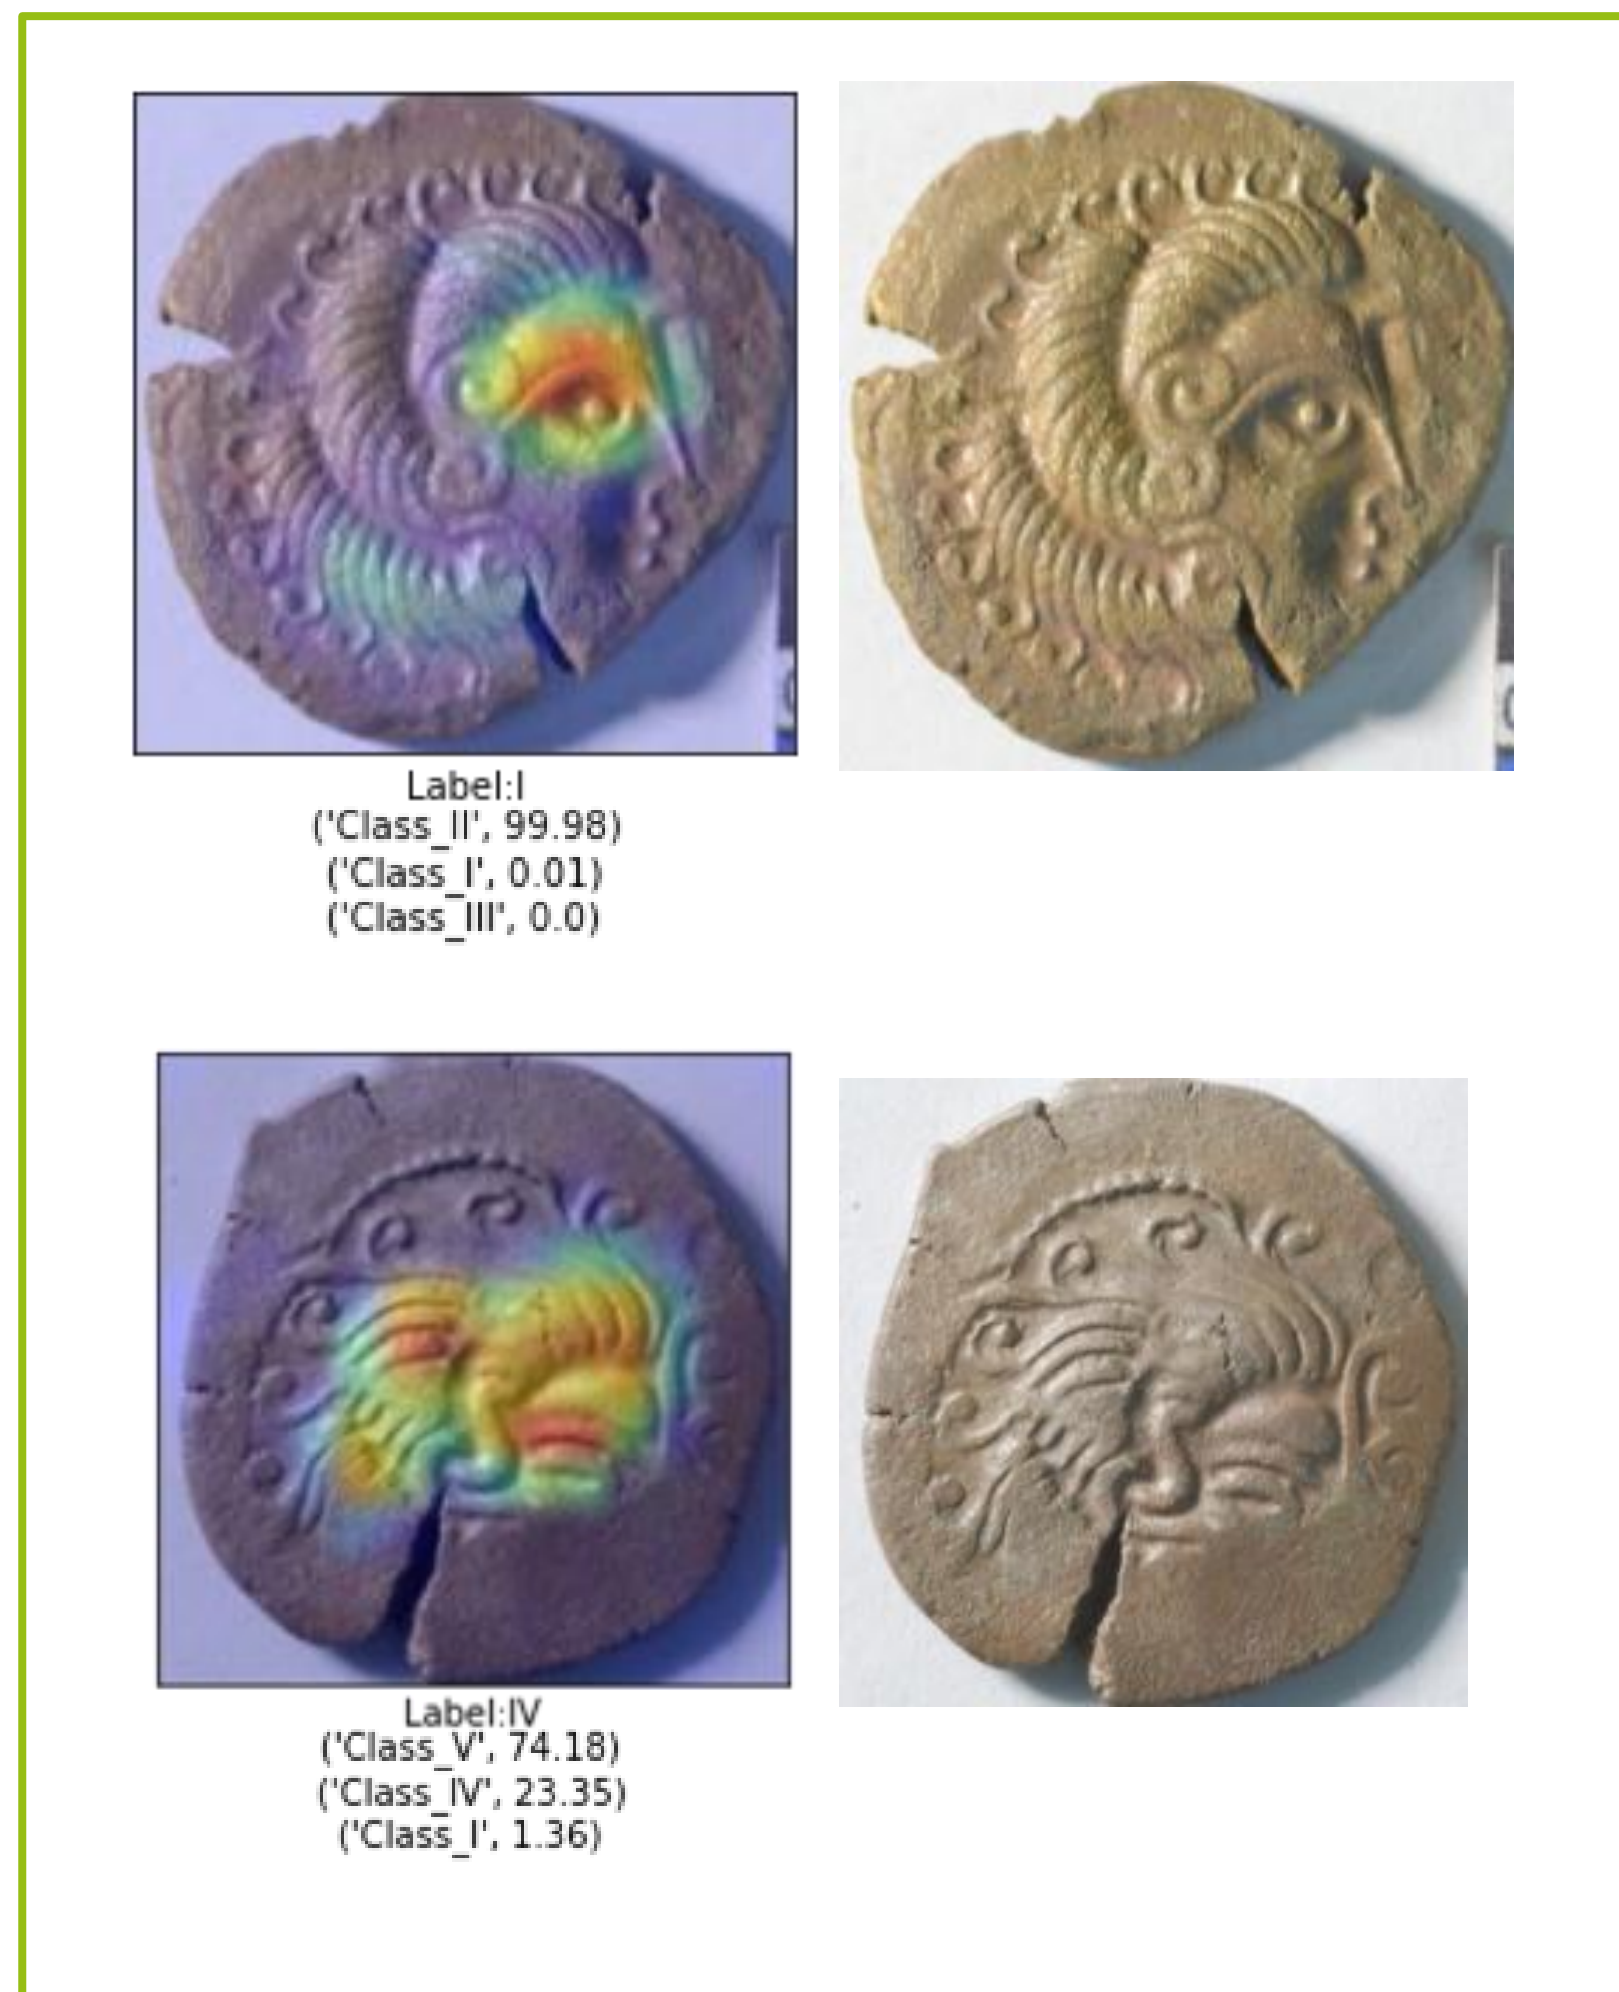 Label:I
('Class_II', 99.98)
('Class_I', 0.01)
('Class_III', 0.0)
Label:IV
('Class_V', 74.18)
('Class_IV', 23.35)
('Class_I', 1.36)